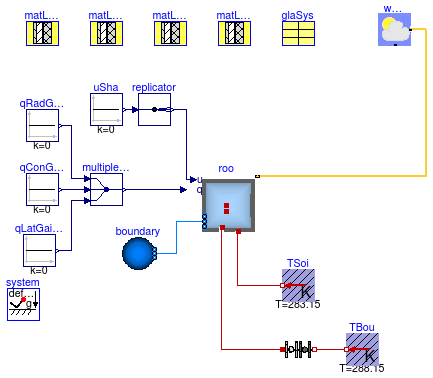 matL...
matL...
matL...
matL...
glaSys
w...
uSha
replicator
qRadG...
k=0
k=0
qConG...
multiple...
roo
u
q
k=0
qLatGai...
boundary
k=0
TSoi
system
def...
g
K
T=283.15
TBou
K
T=288.15